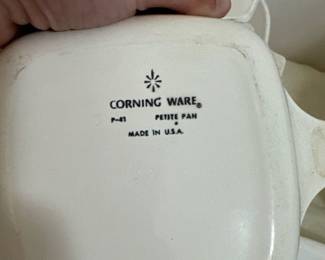 CORNING WARE®
P-41 PETITE PAN
MADE IN U.S.A.